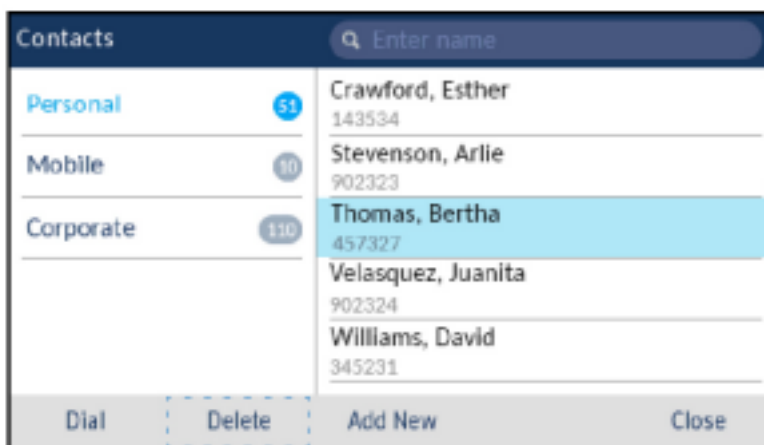 Contacts
Enter name
Personal 51
Mobile 10
Corporate 110
Crawford, Esther
143534
Stevenson, Arlie
902323
Thomas, Bertha
457327
Velasquez, Juanita
902324
Williams, David
345231
Dial Delete Add New Close